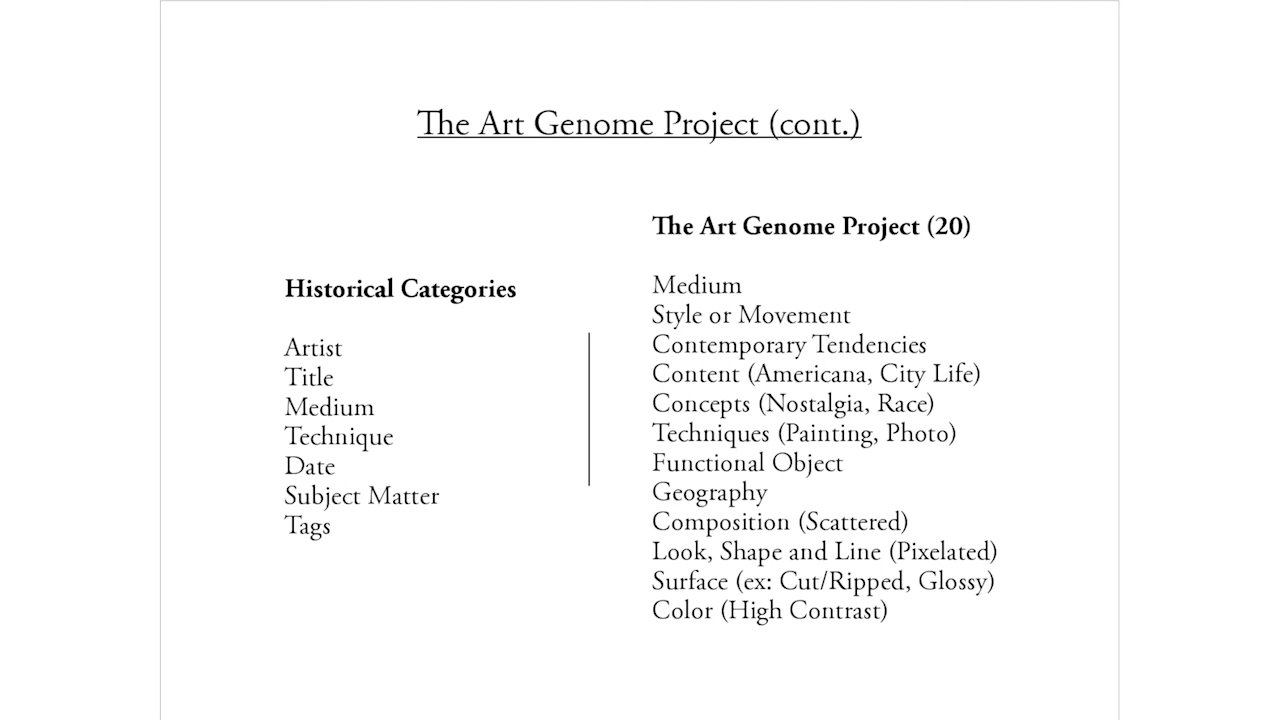 The Art Genome Project (cont.)
Historical Categories
Artist
Title
Medium
Technique
Date
Subject Matter
Tags
The Art Genome Project (20)
Medium
Style or Movement
Contemporary Tendencies
Content (Americana, City Life)
Concepts (Nostalgia, Race)
Techniques (Painting, Photo)
Functional Object
Geography
Composition (Scattered)
Look, Shape and Line (Pixelated)
Surface (ex: Cut/Ripped, Glossy)
Color (High Contrast)